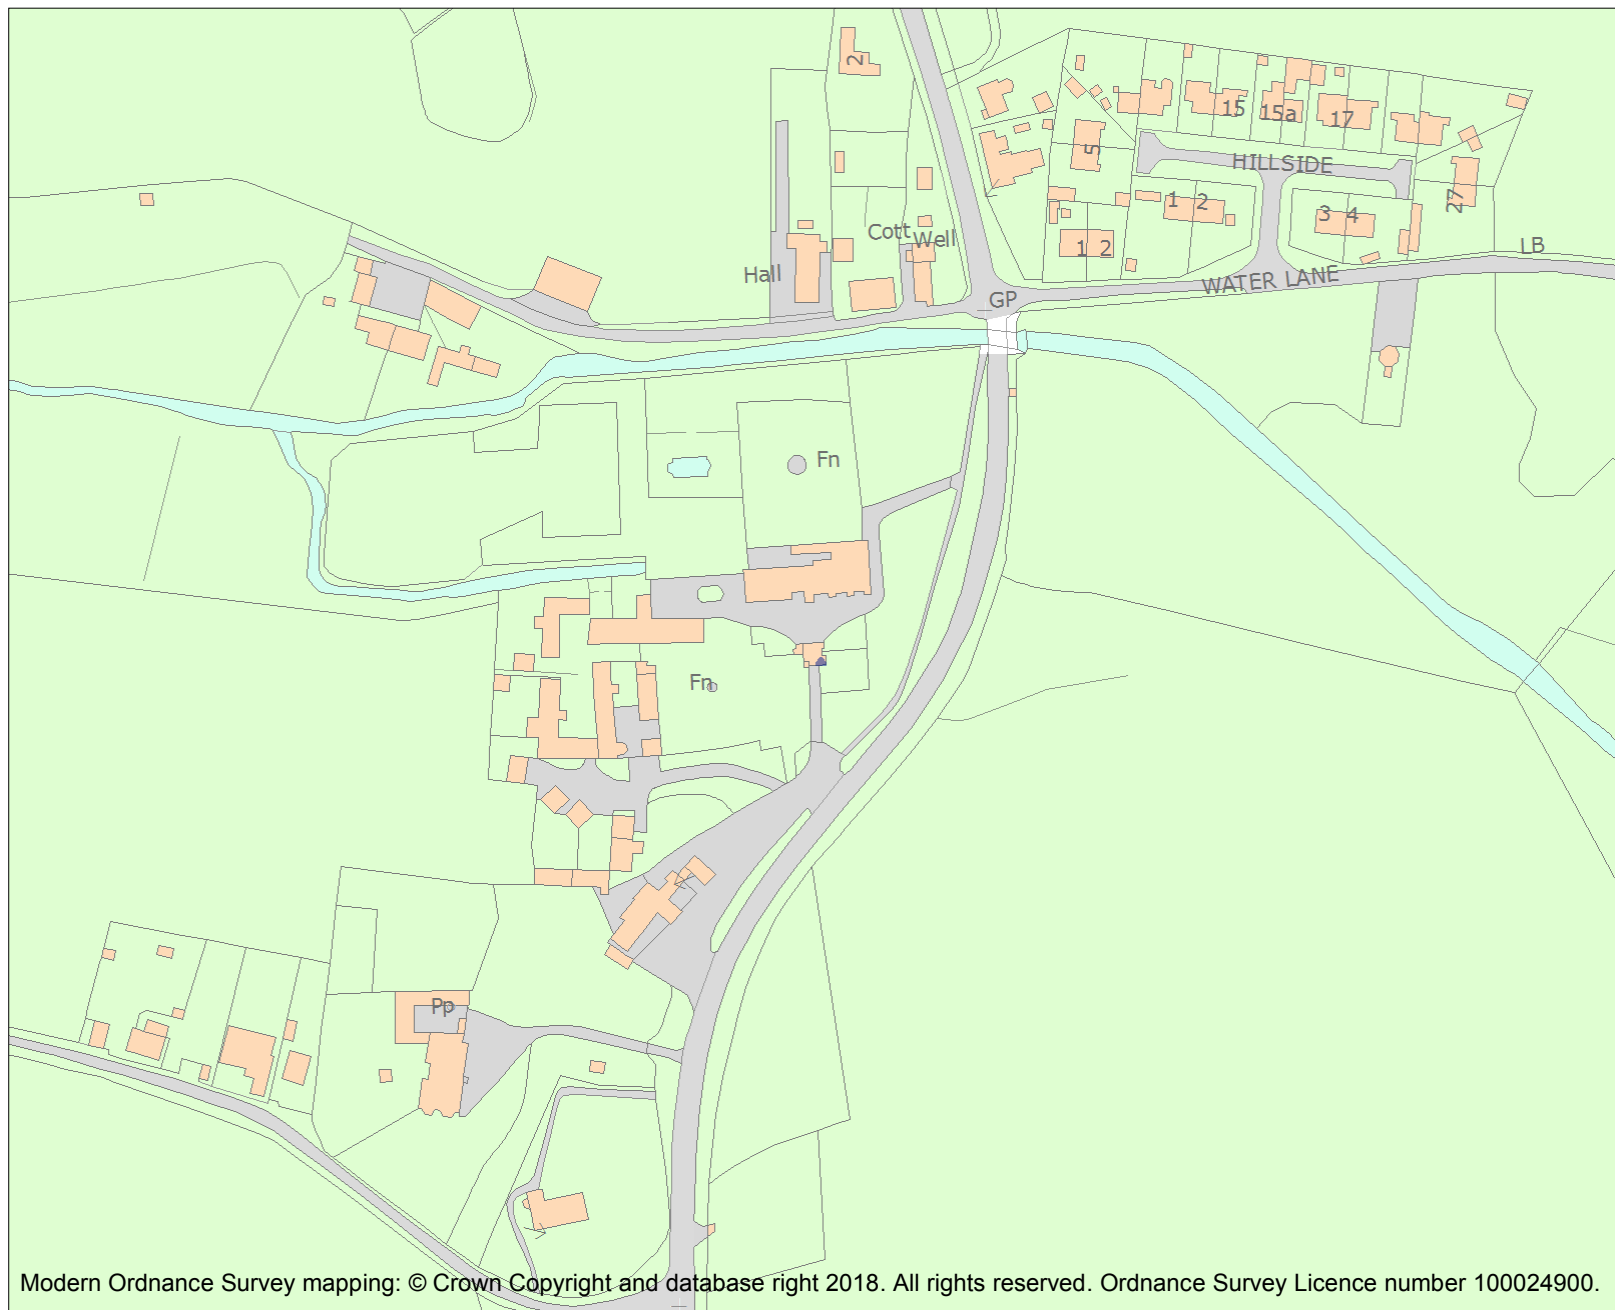 2
15
15a
17
5
HILLSIDE
27
1 2
3 4
Cott
Well
1 2
LB
Hall
WATER LANE
GP
Fn
Fn
Pp
Modern Ordnance Survey mapping: © Crown Copyright and database right 2018. All rights reserved. Ordnance Survey Licence number 100024900.